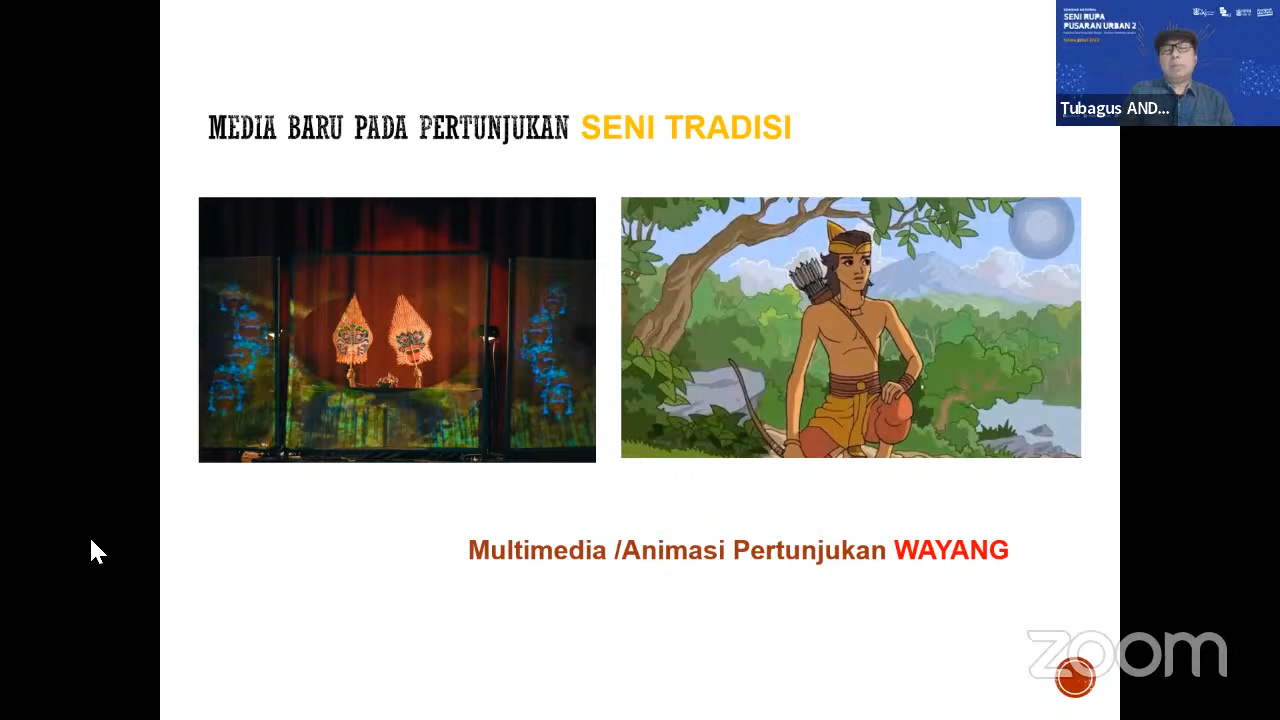 MEDIA BARU PADA PERTUNJUKAN SENI TRADISI
SENI RUPA
PUSARAN URBAN 2
Tubagus AND...
Multimedia /Animasi Pertunjukan WAYANG
zoom